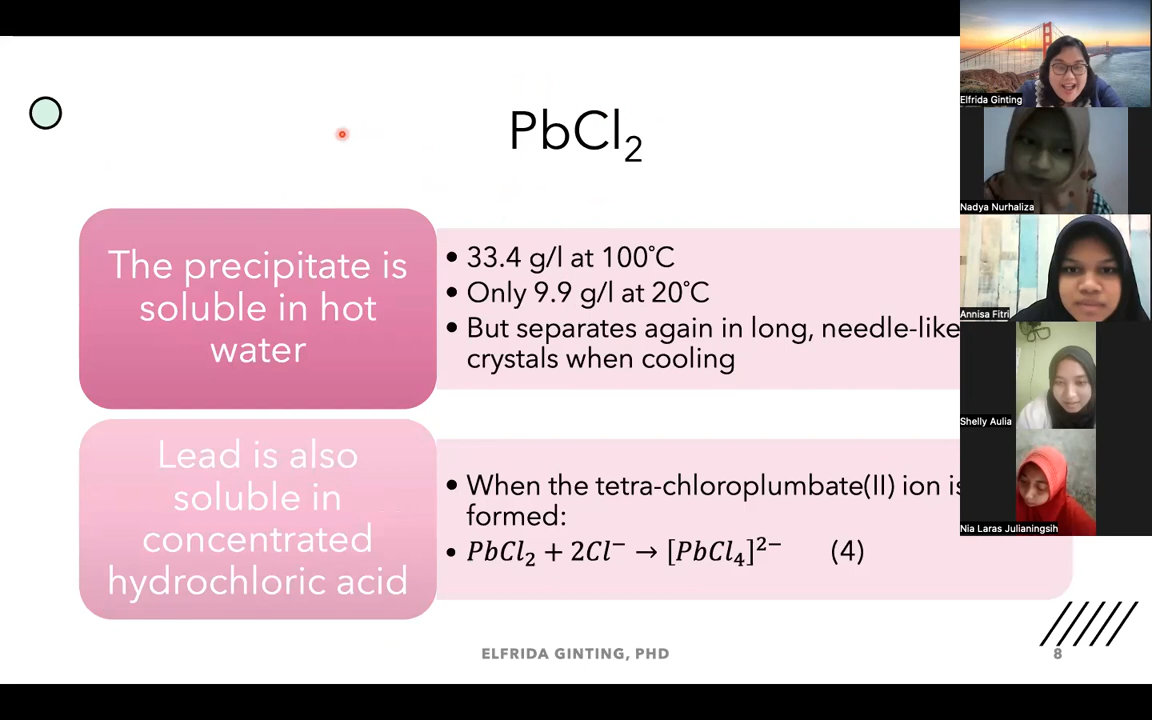 PbCl₂
The precipitate is
soluble in hot
water
• 33.4 g/l at 100°C
• Only 9.9 g/l at 20°C
• But separates again in long, needle-like
crystals when cooling
Lead is also
soluble in
concentrated
hydrochloric acid
• When the tetra-chloroplumbate(II) ion is
formed:
• PbCl₂ + 2Cl⁻ → [PbCl₄]²⁻ (4)
ELFRIDA GINTING, PHD
8
Elfrida Ginting
Nadya Nurhaliza
Annisa Fitri
Shelly Aulia
Nia Laras Julianingsih